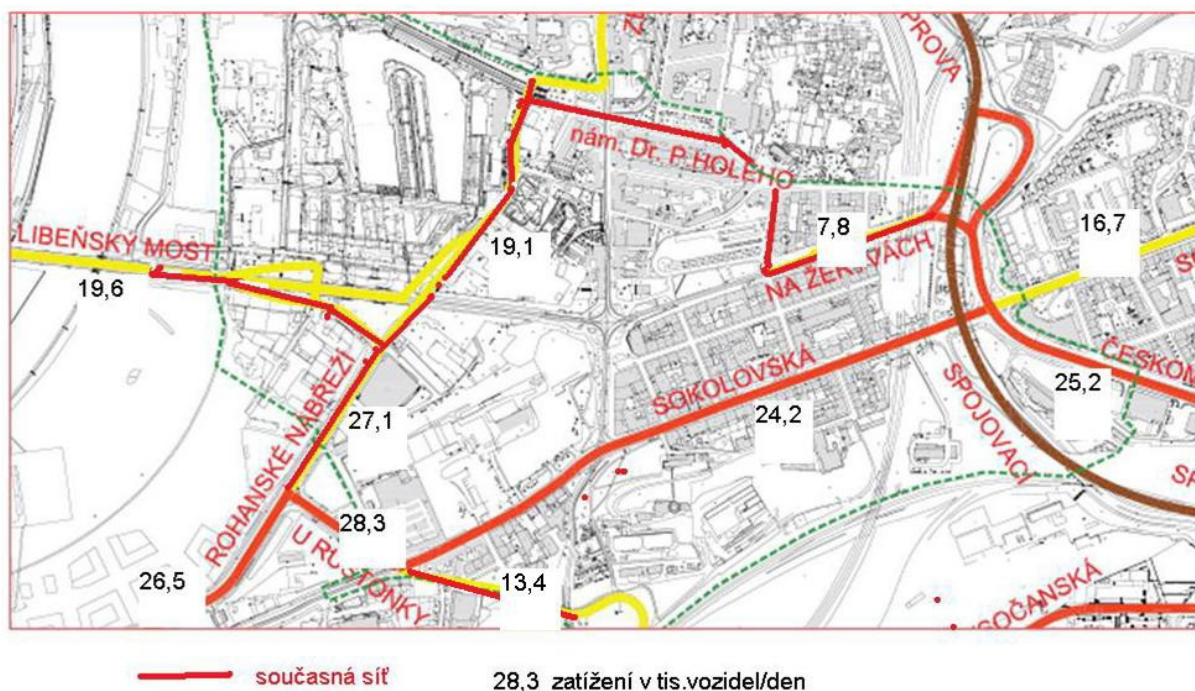 PROVA
nám. Dr. P.HOLÉHO
7,8
16,7
LIBEŇSKÝ MOST
19,1
19,6
ROHANSKÉ NÁBŘEŽÍ
27,1
SOKOLOVSKÁ
24,2
ČESKOM
25,2
SPOJOVACÍ
28,3
U RUSTONKY
26,5
13,4
současná síť
28,3 zatížení v tis.vozidel/den